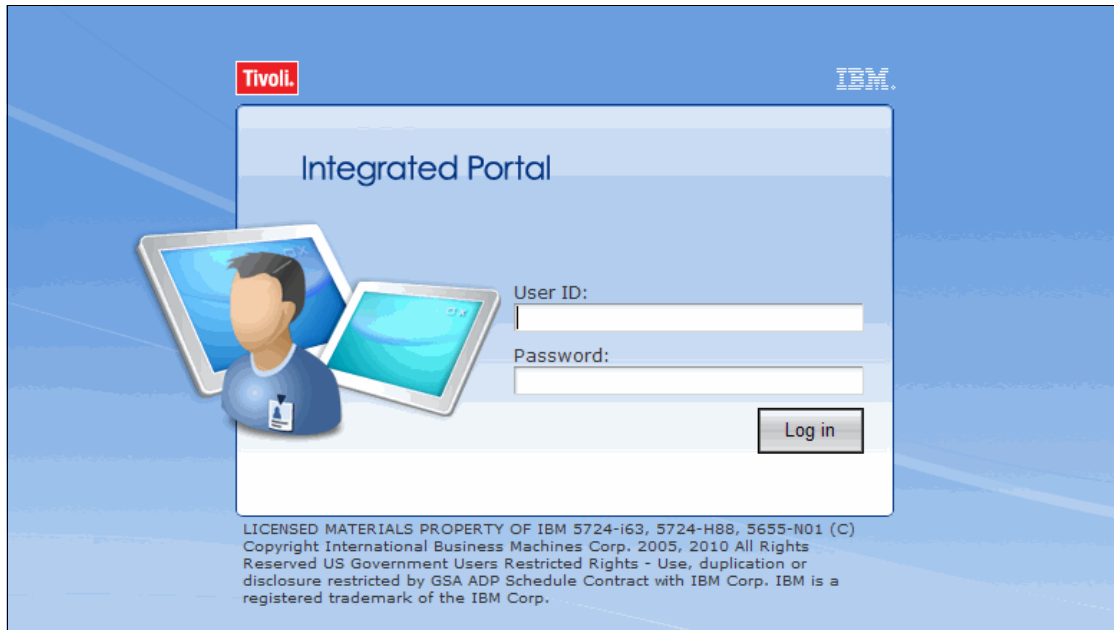 Tivoli.
IBM.
Integrated Portal
User ID:
Password:
Log in
LICENSED MATERIALS PROPERTY OF IBM 5724-i63, 5724-H88, 5655-N01 (C)
Copyright International Business Machines Corp. 2005, 2010 All Rights
Reserved US Government Users Restricted Rights - Use, duplication or
disclosure restricted by GSA ADP Schedule Contract with IBM Corp. IBM is a
registered trademark of the IBM Corp.